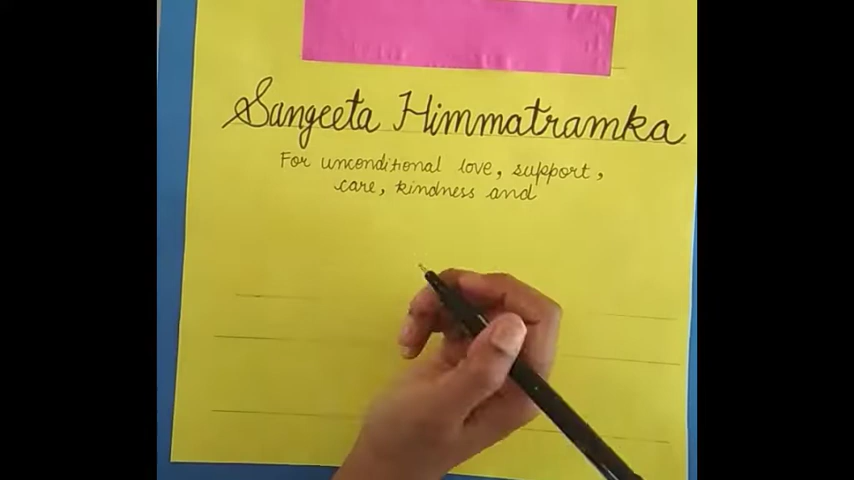 Sangeeta Himmatramka
For unconditional love, support,
care, kindness and